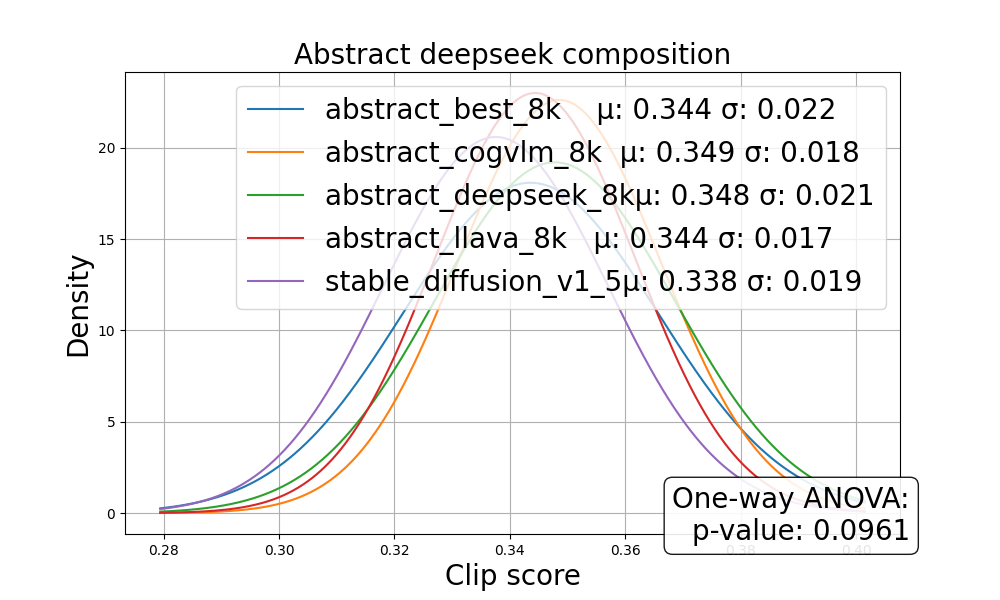 Abstract deepseek composition
abstract_best_8k μ: 0.344 σ: 0.022
abstract_cogvlm_8k μ: 0.349 σ: 0.018
abstract_deepseek_8kμ: 0.348 σ: 0.021
abstract_llava_8k μ: 0.344 σ: 0.017
stable_diffusion_v1_5μ: 0.338 σ: 0.019
Density
20
15
10
5
0
One-way ANOVA:
p-value: 0.0961
0.28 0.30 0.32 0.34 0.36 0.38 0.40
Clip score